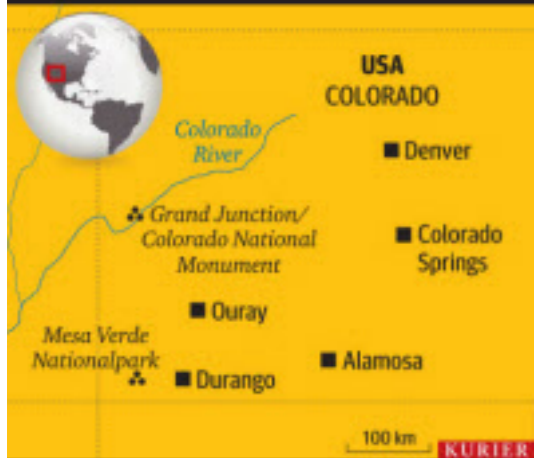 USA
COLORADO
Colorado
River
Denver
Grand Junction/
Colorado National
Monument
Colorado
Springs
Ouray
Mesa Verde
Nationalpark
Alamosa
Durango
100 km
KURIER